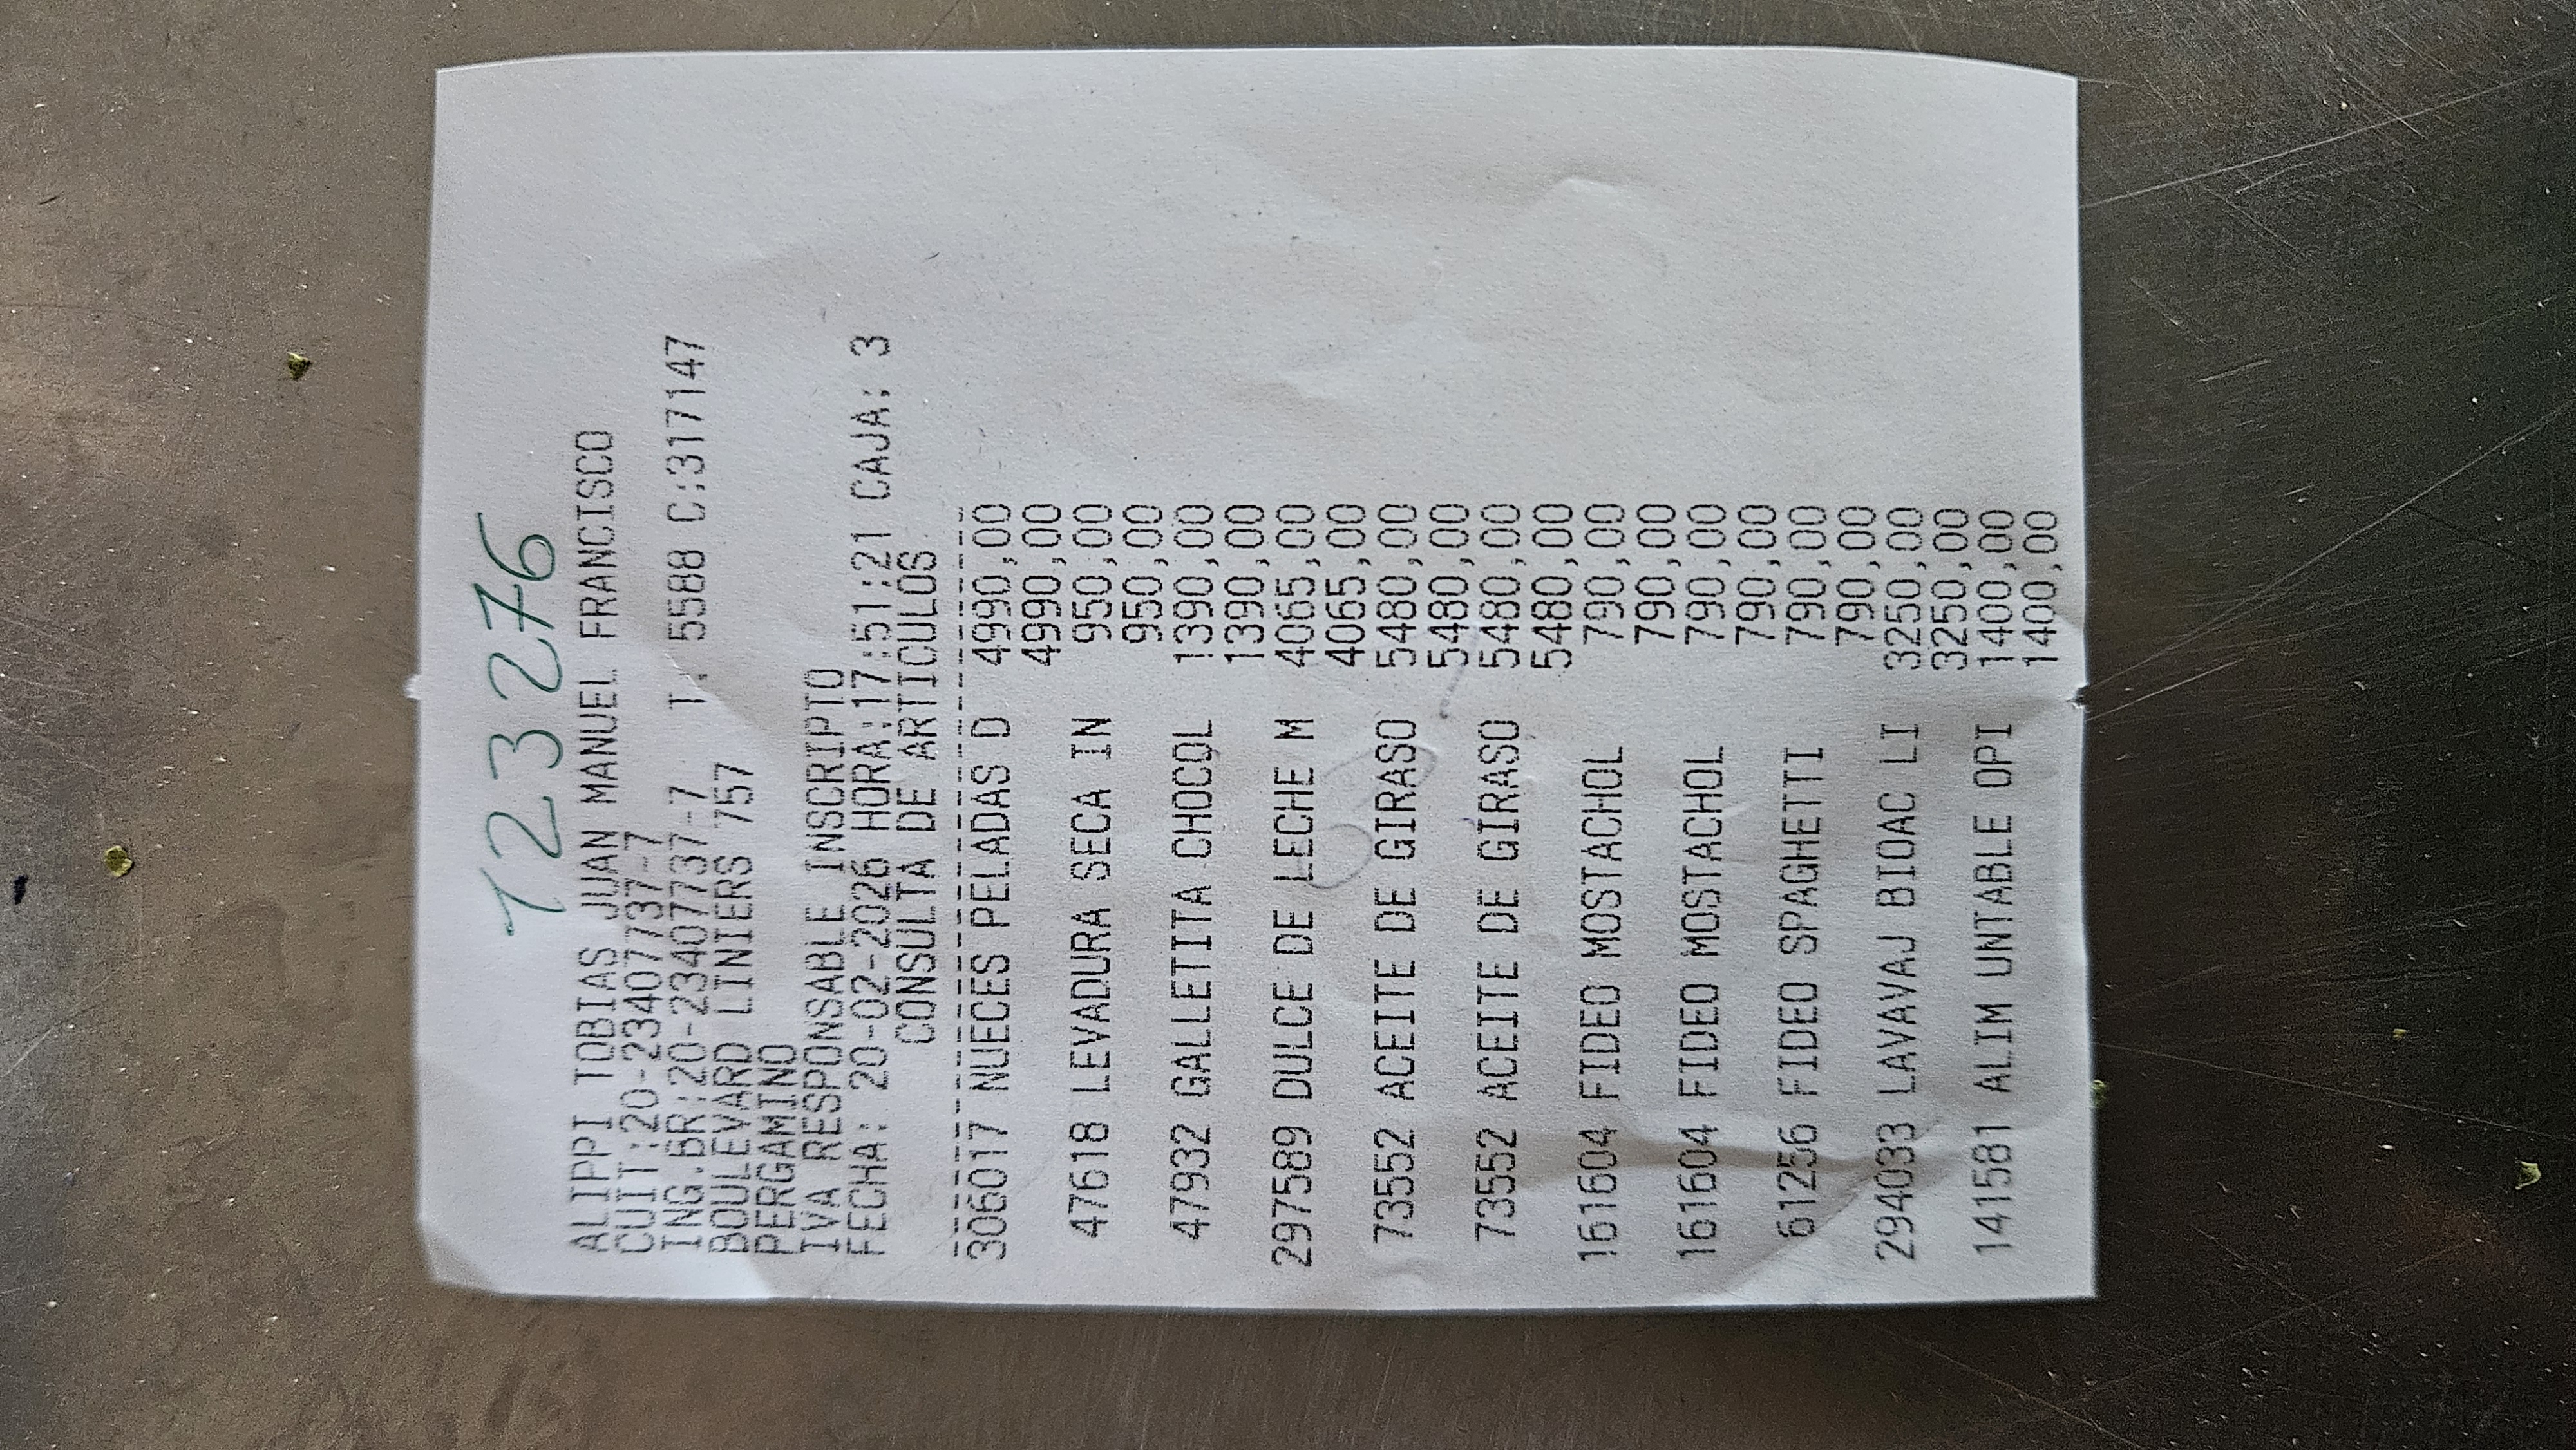 123276
ALIPPI TOBIAS JUAN MANUEL FRANCISCO
CUIT:20-23407737-7
ING.BR:20-23407737-7 T: 5588 C:317147
BOULEVARD LINIERS 757
PERGAMINO
IVA RESPONSABLE INSCRIPTO
FECHA: 20-02-2026 HORA:17:51:21 CAJA: 3
CONSULTA DE ARTICULOS
306017 NUECES PELADAS D 4990,00
4990,00
47618 LEVADURA SECA IN 950,00
950,00
47932 GALLETITA CHOCOL 1390,00
1390,00
297589 DULCE DE LECHE M 4065,00
4065,00
73552 ACEITE DE GIRASO 5480,00
5480,00
73552 ACEITE DE GIRASO 5480,00
5480,00
161604 FIDEO MOSTACHOL 790,00
790,00
161604 FIDEO MOSTACHOL 790,00
790,00
61256 FIDEO SPAGHETTI 790,00
790,00
294033 LAVAVAJ BIOAC LI 3250,00
3250,00
141581 ALIM UNTABLE OPI 1400,00
1400,00